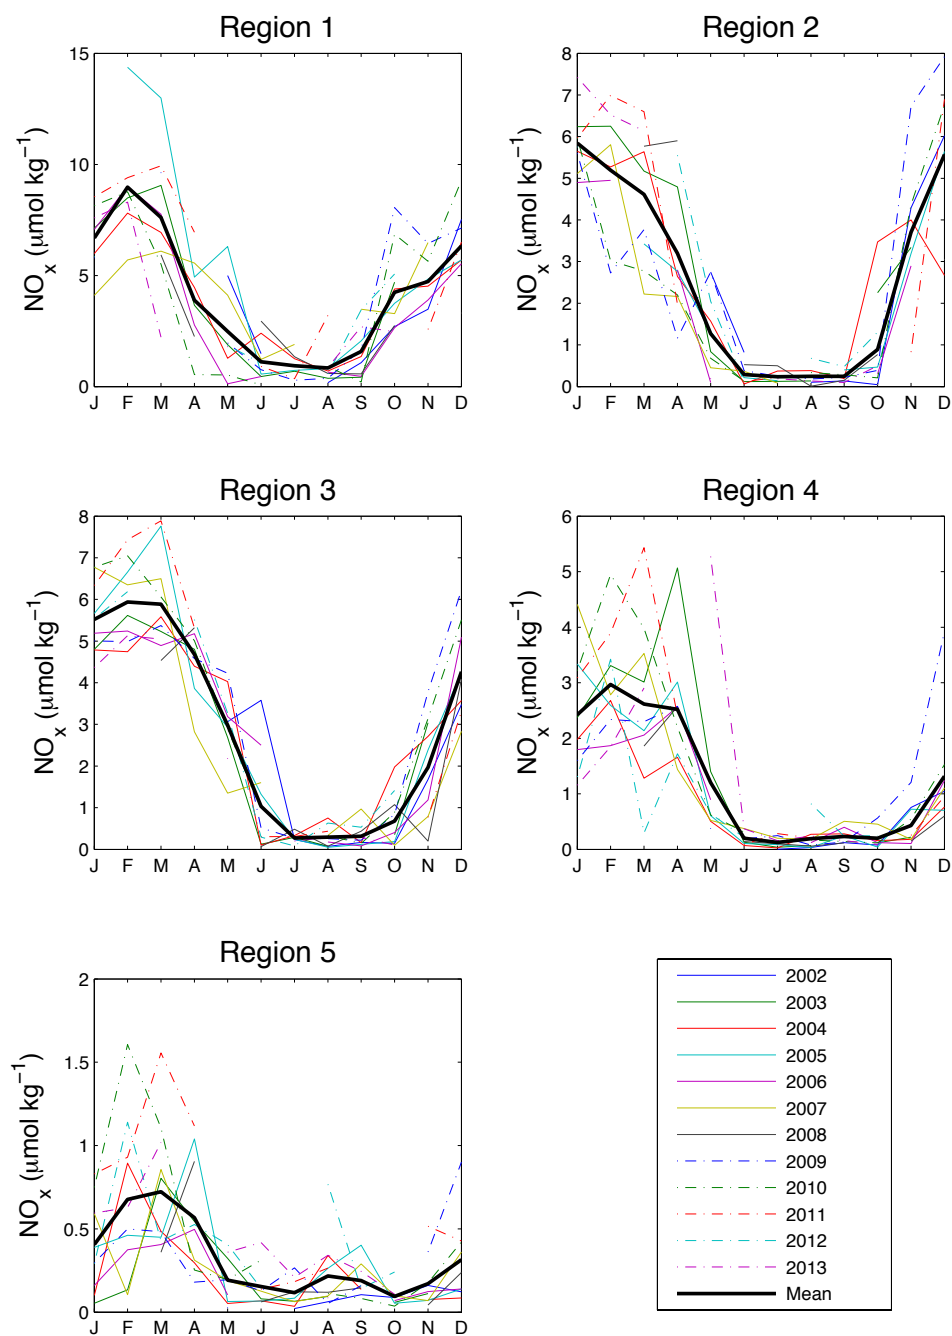 Region 1
15
10
5
0
NOx (μmol kg−1)
J F M A M J J A S O N D
Region 2
8
7
6
5
4
3
2
1
0
NOx (μmol kg−1)
J F M A M J J A S O N D
Region 3
8
7
6
5
4
3
2
1
0
NOx (μmol kg−1)
J F M A M J J A S O N D
Region 4
6
5
4
3
2
1
0
NOx (μmol kg−1)
J F M A M J J A S O N D
Region 5
2
1.5
1
0.5
0
NOx (μmol kg−1)
J F M A M J J A S O N D
2002
2003
2004
2005
2006
2007
2008
2009
2010
2011
2012
2013
Mean